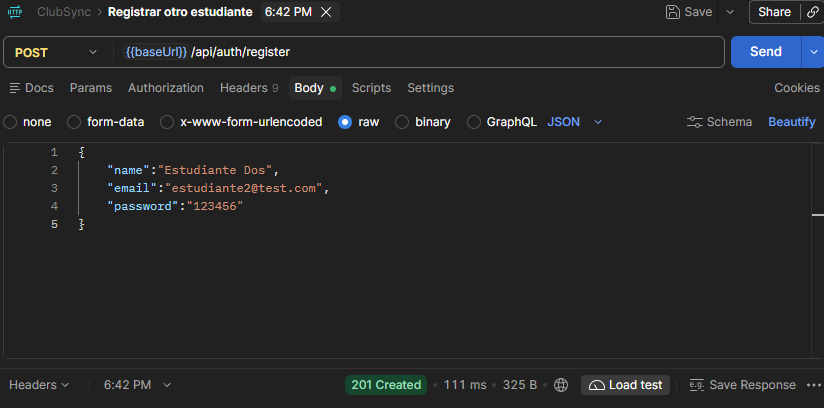 HTTP ClubSync > Registrar otro estudiante 6:42 PM Save Share
POST {{baseUrl}} /api/auth/register Send
Docs Params Authorization Headers 9 Body Scripts Settings Cookies
none form-data x-www-form-urlencoded raw binary GraphQL JSON Schema Beautify
1 {
2 "name":"Estudiante Dos",
3 "email":"estudiante2@test.com",
4 "password":"123456"
5 }
Headers 6:42 PM 201 Created 111 ms 325 B Load test e.g. Save Response